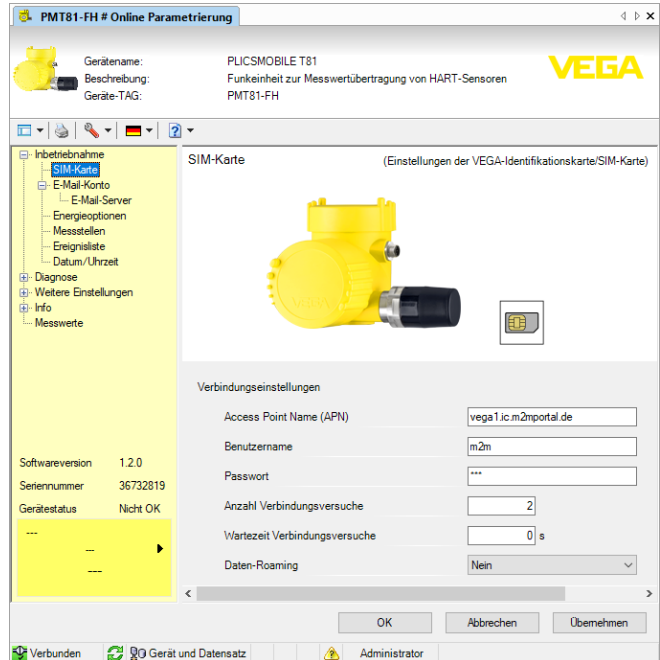 PMT81-FH # Online Parametrierung
Gerätename: PLICSMOBILE T81
Beschreibung: Funkeinheit zur Messwertübertragung von HART-Sensoren
Geräte-TAG: PMT81-FH
VEGA
Inbetriebnahme
SIM-Karte
E-Mail-Konto
E-Mail-Server
Energieoptionen
Messstellen
Ereignisliste
Datum/Uhrzeit
Diagnose
Weitere Einstellungen
Info
Messwerte
Softwareversion 1.2.0
Seriennummer 36732819
Gerätestatus Nicht OK
---
--
---
SIM-Karte (Einstellungen der VEGA-Identifikationskarte/SIM-Karte)
VEGA
Verbindungseinstellungen
Access Point Name (APN) vega1.ic.m2mportal.de
Benutzername m2m
Passwort ***
Anzahl Verbindungsversuche 2
Wartezeit Verbindungsversuche 0 s
Daten-Roaming Nein
OK Abbrechen Übernehmen
Verbunden Gerät und Datensatz Administrator